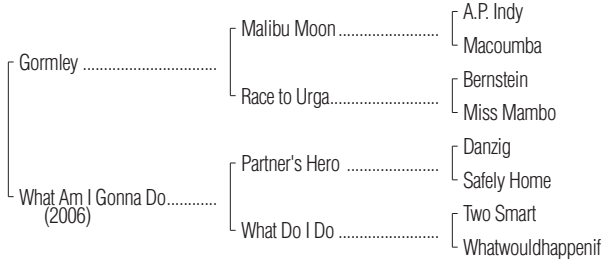 A.P. Indy
Malibu Moon ........................
Macoumba
Gormley ................................
Bernstein
Race to Urga..........................
Miss Mambo
Danzig
Partner's Hero ......................
Safely Home
What Am I Gonna Do............
(2006)
Two Smart
What Do I Do ........................
Whatwouldhappenif